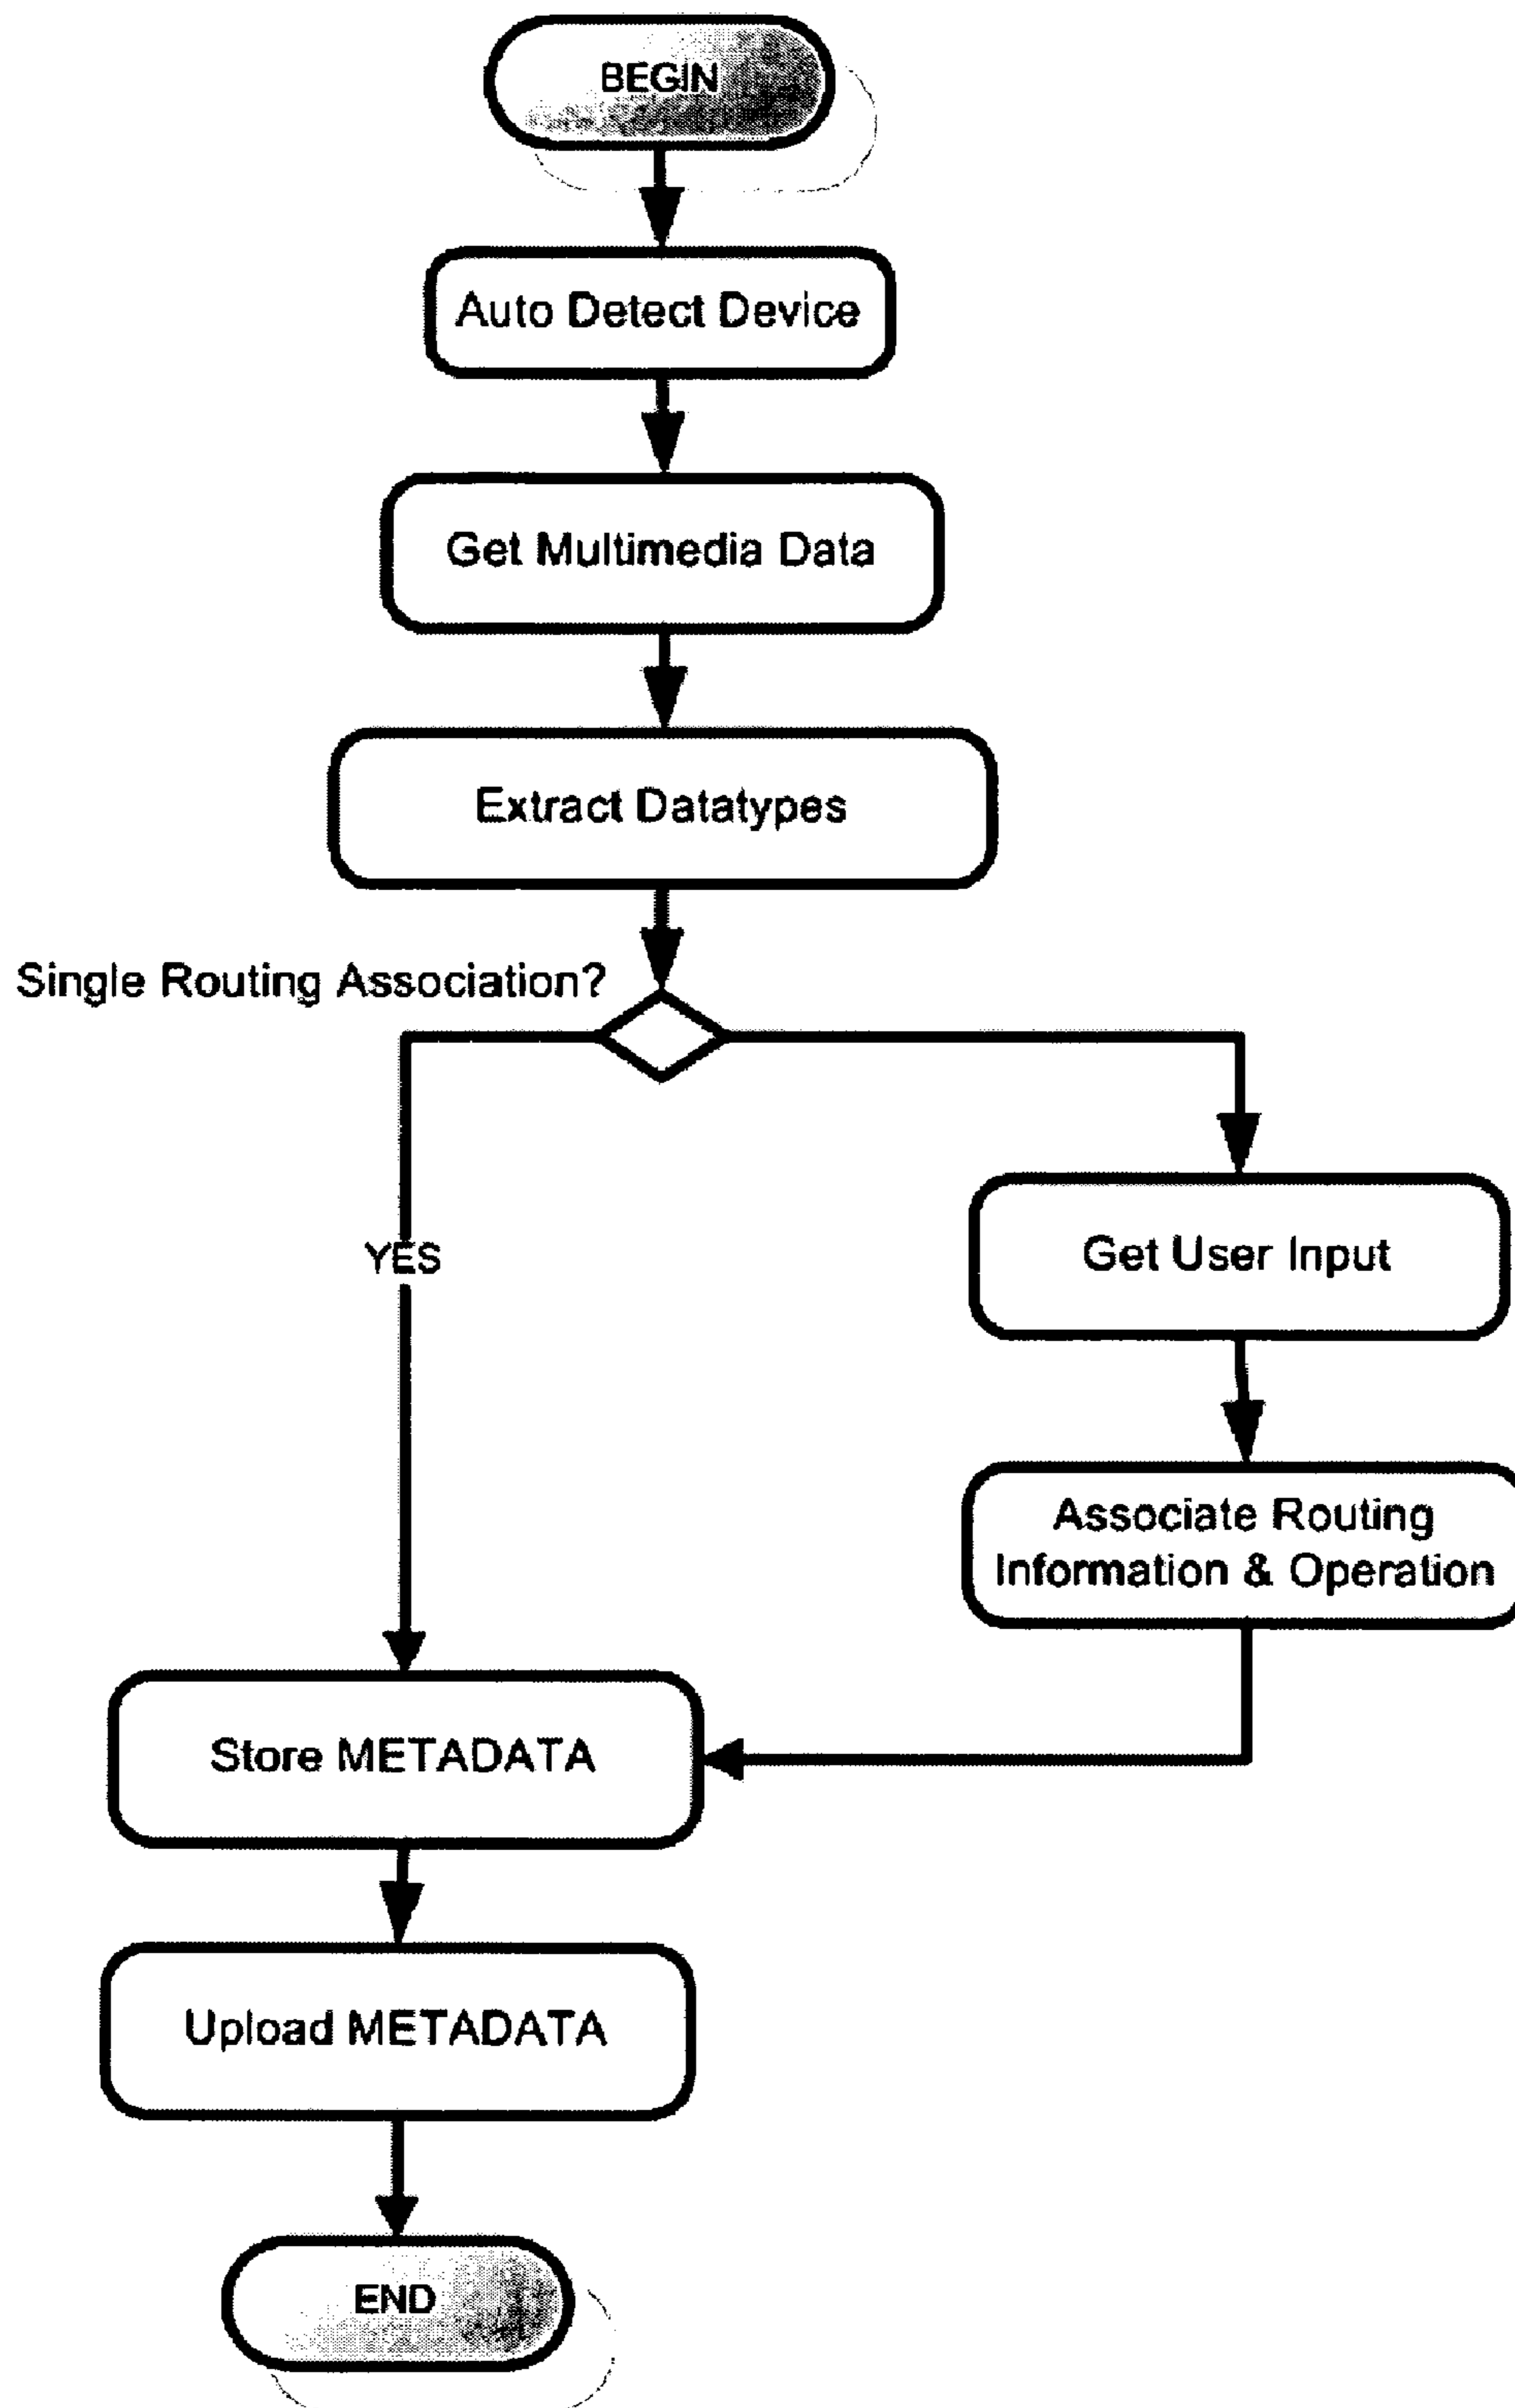 BEGIN
Auto Detect Device
Get Multimedia Data
Extract Datatypes
Single Routing Association?
YES
Get User Input
Associate Routing
Information & Operation
Store METADATA
Upload METADATA
END